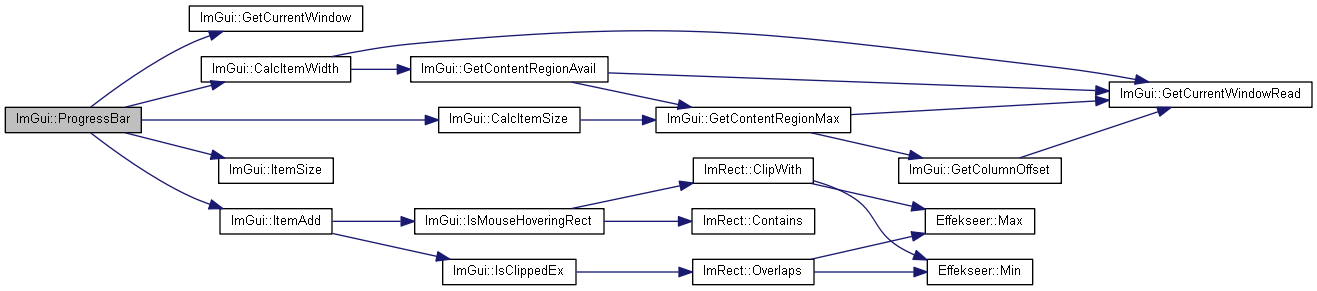 ImGui::GetCurrentWindow
ImGui::CalcItemWidth
ImGui::GetContentRegionAvail
ImGui::GetCurrentWindowRead
ImGui::ProgressBar
ImGui::CalcItemSize
ImGui::GetContentRegionMax
ImGui::ItemSize
ImRect::ClipWith
ImGui::GetColumnOffset
ImGui::ItemAdd
ImGui::IsMouseHoveringRect
ImRect::Contains
Effekseer::Max
ImGui::IsClippedEx
ImRect::Overlaps
Effekseer::Min